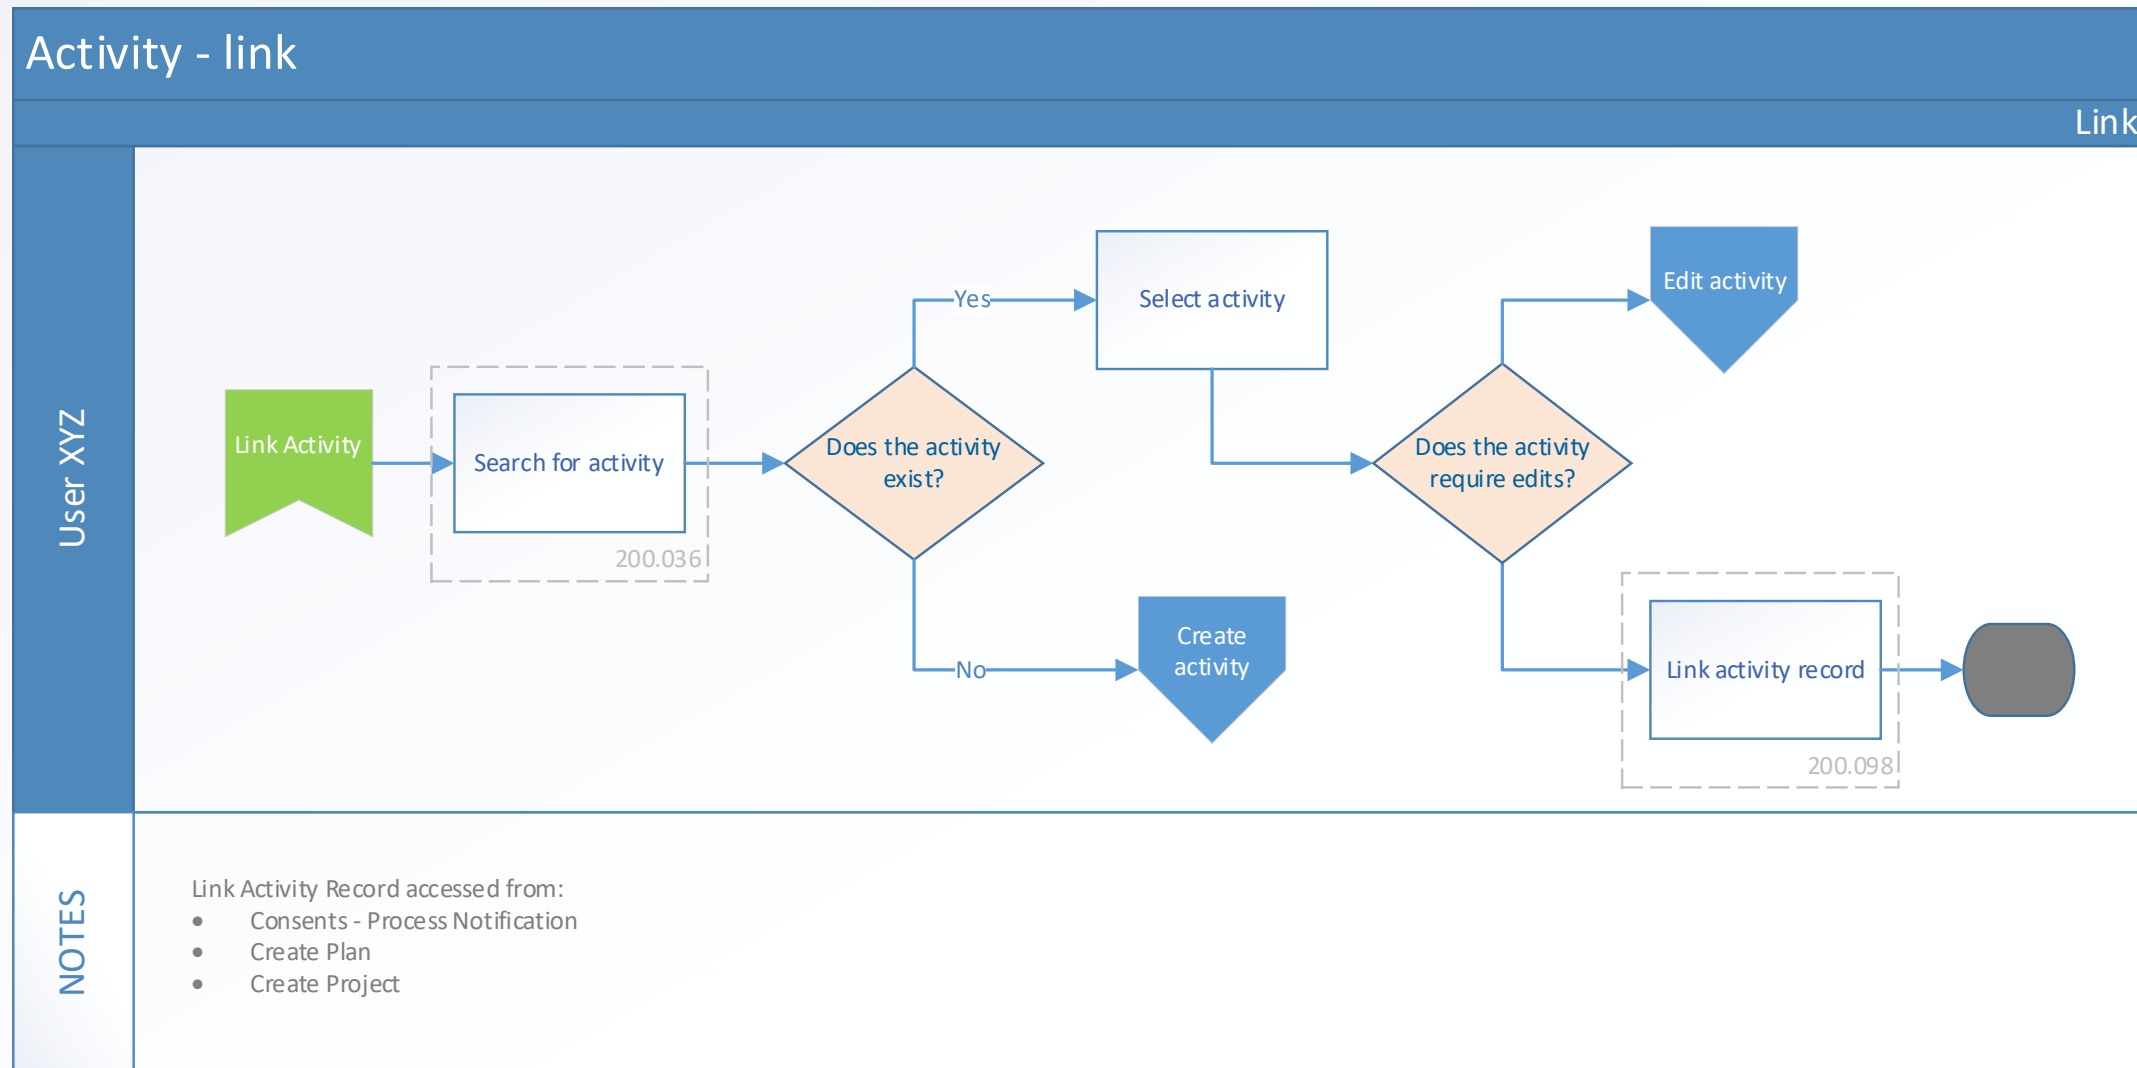 Activity - link
Link
User XYZ
Link Activity
Search for activity
200.036
Does the activity
exist?
Yes
Select activity
No
Create
activity
Does the activity
require edits?
Edit activity
Link activity record
200.098
NOTES
Link Activity Record accessed from:
• Consents - Process Notification
• Create Plan
• Create Project